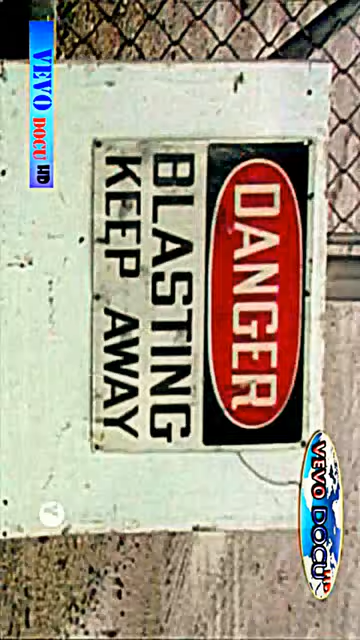 VEVO DOCU HD
DANGER
BLASTING
KEEP AWAY
VEVO DOCU
HD